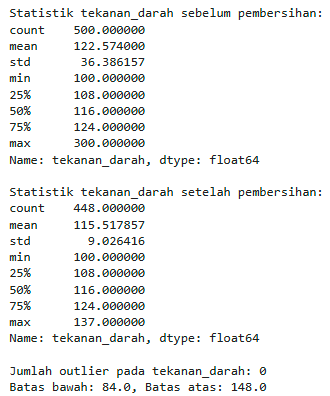 Statistik tekanan_darah sebelum pembersihan:
count    500.000000
mean     122.574000
std       36.386157
min      100.000000
25%      108.000000
50%      116.000000
75%      124.000000
max      300.000000
Name: tekanan_darah, dtype: float64

Statistik tekanan_darah setelah pembersihan:
count    448.000000
mean     115.517857
std        9.026416
min      100.000000
25%      108.000000
50%      116.000000
75%      124.000000
max      137.000000
Name: tekanan_darah, dtype: float64

Jumlah outlier pada tekanan_darah: 0
Batas bawah: 84.0, Batas atas: 148.0